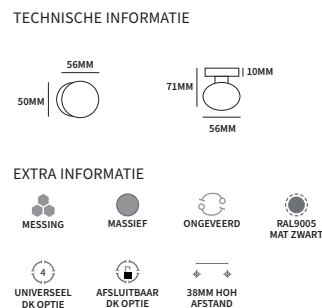 TECHNISCHE INFORMATIE
56MM
50MM
10MM
71MM
56MM
EXTRA INFORMATIE
MESSING
MASSIEF
ONGEVEERD
RAL9005
MAT ZWART
4
UNIVERSEEL
DK OPTIE
AFSLUITBAAR
DK OPTIE
38MM HOH
AFSTAND